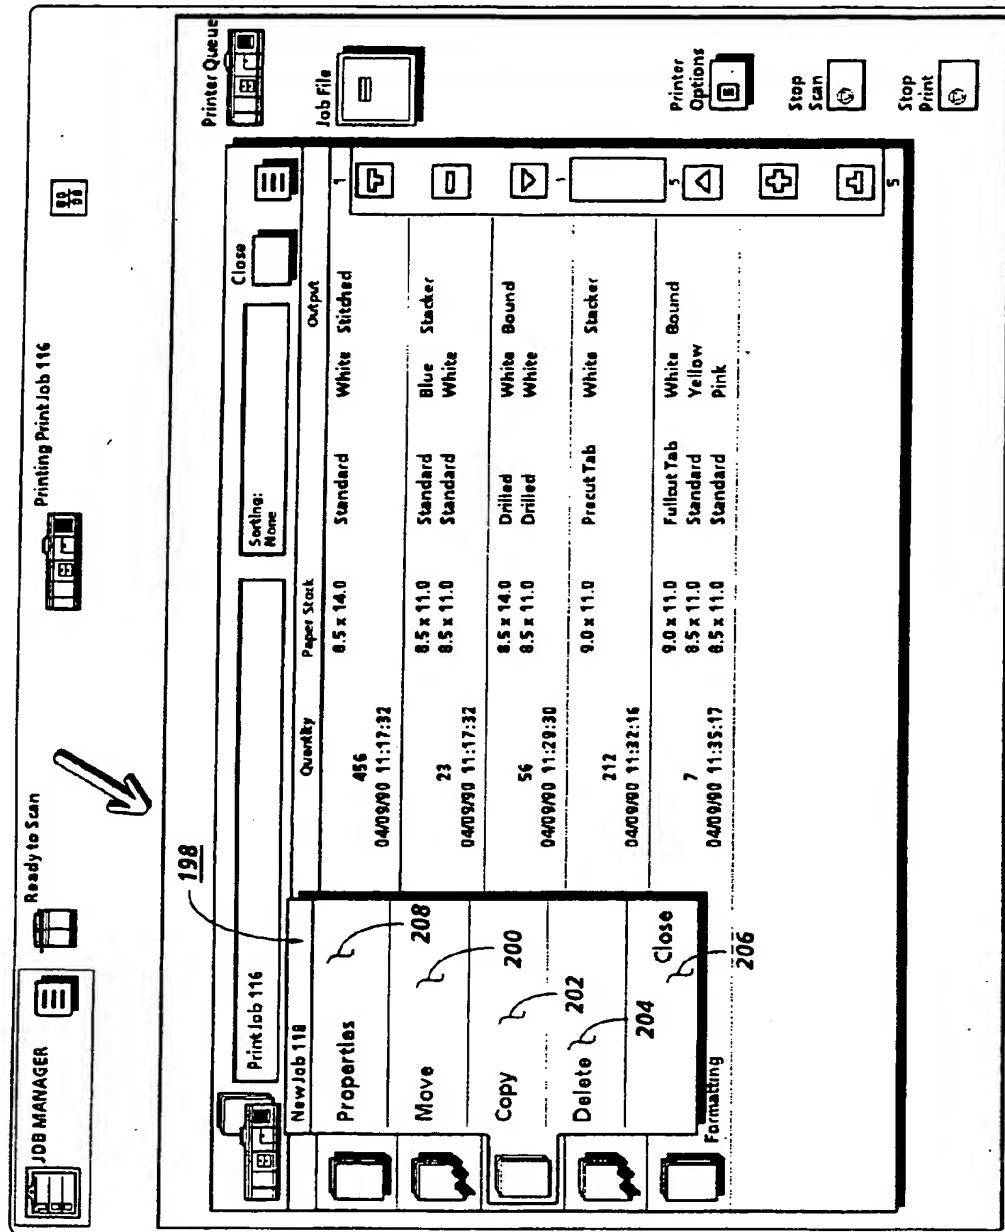 JOB MANAGER
Ready to Scan
Printing Print Job 116
198
Printer Queue
Job File
Printer
Options
Stop
Scan
Stop
Print
Print Job 116
Sorting:
None
Close
New Job 118
Quantity Paper Stock Output
Properties
208
Move
200
Copy
202
Delete
204
Close
206
Formatting
456 8.5 x 14.0 Standard White Stitched
04/09/90 11:17:32
23 8.5 x 11.0 Standard Blue Stacker
04/09/90 11:17:32 8.5 x 11.0 Standard White
56 8.5 x 14.0 Drilled White Bound
04/09/90 11:29:30 8.5 x 11.0 Drilled White
212 9.0 x 11.0 Precut Tab White Stacker
04/09/90 11:32:16
7 9.0 x 11.0 Fullcut Tab White Bound
04/09/90 11:35:17 8.5 x 11.0 Standard Yellow
8.5 x 11.0 Standard Pink
1
1
5
5